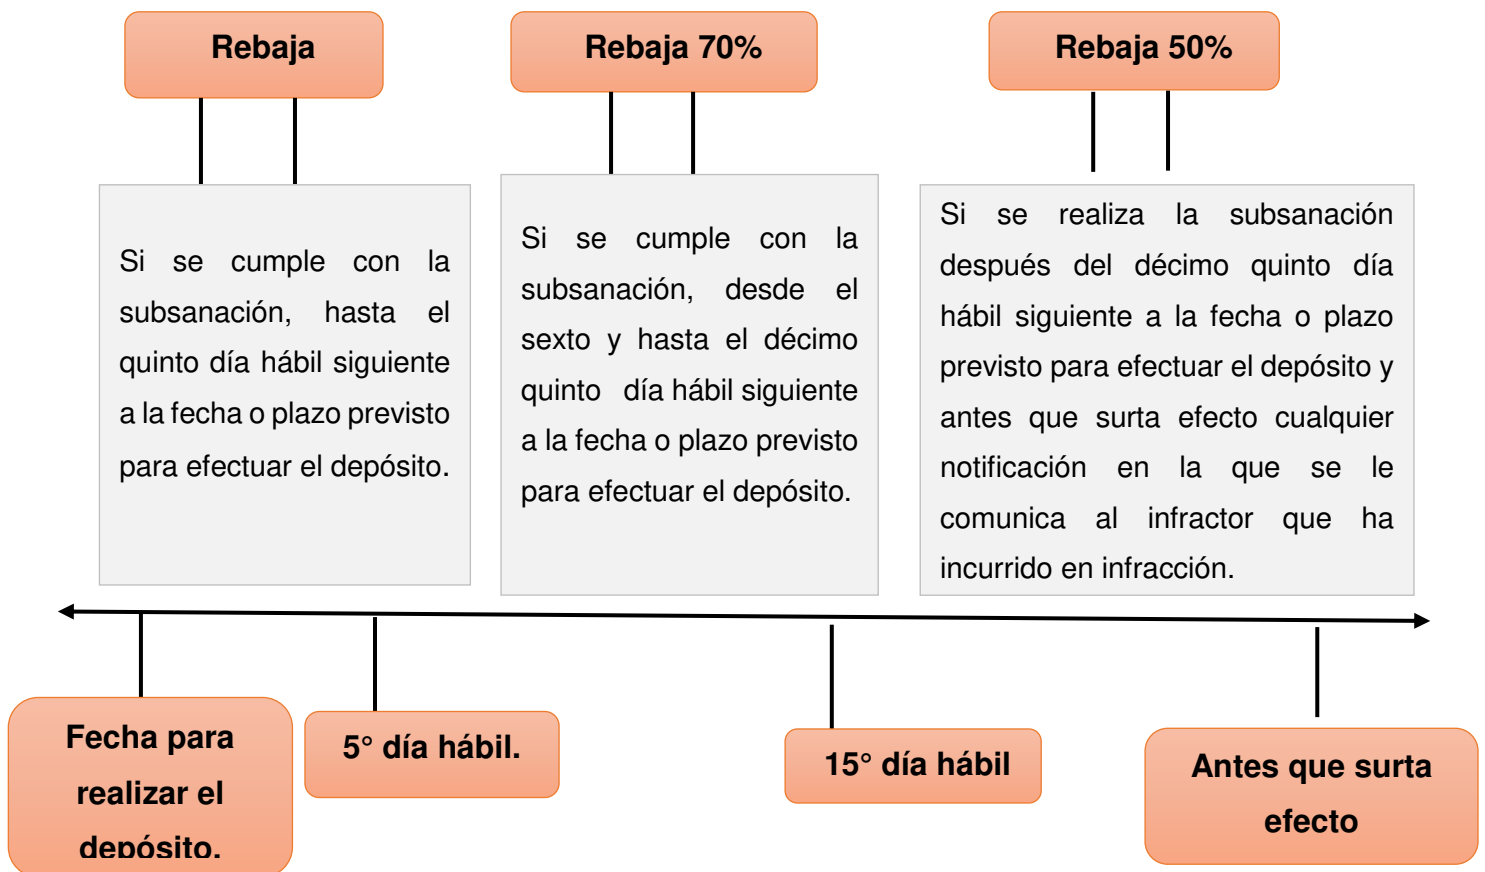 Rebaja
Rebaja 70%
Rebaja 50%
Si se cumple con la
subsanación, hasta el
quinto día hábil siguiente
a la fecha o plazo previsto
para efectuar el depósito.
Si se cumple con la
subsanación, desde el
sexto y hasta el décimo
quinto día hábil siguiente
a la fecha o plazo previsto
para efectuar el depósito.
Si se realiza la subsanación
después del décimo quinto día
hábil siguiente a la fecha o plazo
previsto para efectuar el depósito y
antes que surta efecto cualquier
notificación en la que se le
comunica al infractor que ha
incurrido en infracción.
Fecha para
realizar el
depósito.
5° día hábil.
15° día hábil
Antes que surta
efecto